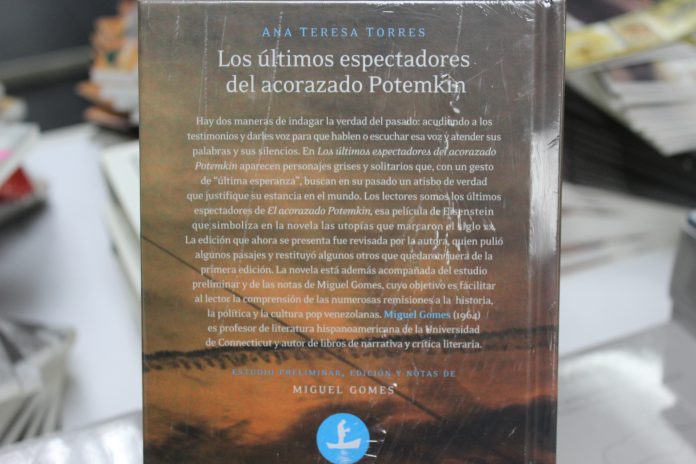 ANA TERESA TORRES
Los últimos espectadores
del acorazado Potemkin
Hay dos maneras de indagar la verdad del pasado: acudiendo a los
testimonios y darles voz para que hablen o escuchar esa voz y atender sus
palabras y sus silencios. En Los últimos espectadores del acorazado
Potemkin aparecen personajes grises y solitarios que, con un gesto
de “última esperanza”, buscan en su pasado un atisbo de verdad
que justifique su estancia en el mundo. Los lectores somos los últimos
espectadores de El acorazado Potemkin, esa película de Eisenstein
que simboliza en la novela las utopías que marcaron el siglo XX.
La edición que ahora se presenta fue revisada por la autora, quien pulió
algunos pasajes y restituyó algunos otros que quedaron fuera de la
primera edición. La novela está además acompañada del estudio
preliminar y de las notas de Miguel Gomes, cuyo objetivo es facilitar
al lector la comprensión de las numerosas remisiones a la historia,
la política y la cultura pop venezolanas. Miguel Gomes (1964)
es profesor de literatura hispanoamericana de la Universidad
de Connecticut y autor de libros de narrativa y crítica literaria.
ESTUDIO PRELIMINAR, EDICIÓN Y NOTAS DE
MIGUEL GOMES